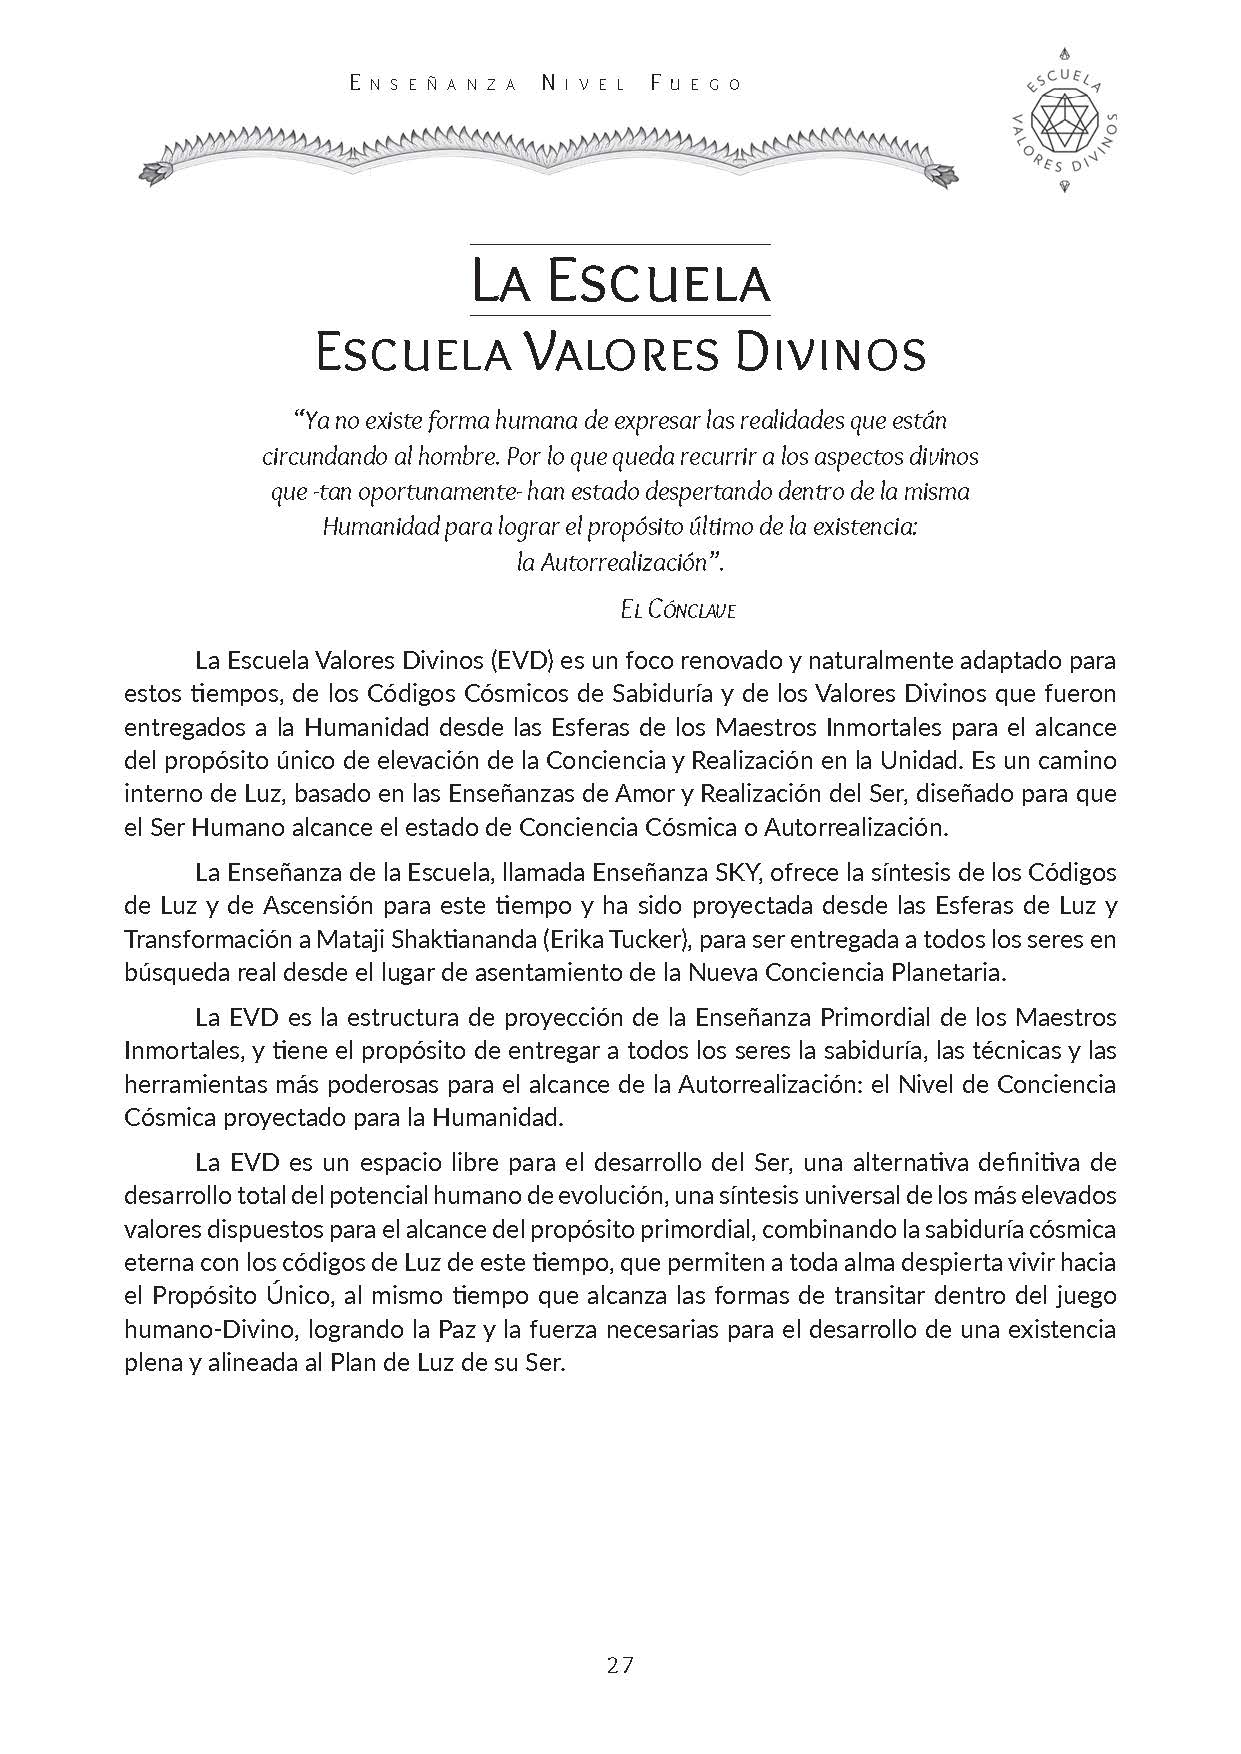 Enseñanza Nivel Fuego
ESCUELA
VALORES DIVINOS
La Escuela
Escuela Valores Divinos
“Ya no existe forma humana de expresar las realidades que están
circundando al hombre. Por lo que queda recurrir a los aspectos divinos
que -tan oportunamente- han estado despertando dentro de la misma
Humanidad para lograr el propósito último de la existencia:
la Autorrealización”.
El Cónclave
La Escuela Valores Divinos (EVD) es un foco renovado y naturalmente adaptado para
estos tiempos, de los Códigos Cósmicos de Sabiduría y de los Valores Divinos que fueron
entregados a la Humanidad desde las Esferas de los Maestros Inmortales para el alcance
del propósito único de elevación de la Conciencia y Realización en la Unidad. Es un camino
interno de Luz, basado en las Enseñanzas de Amor y Realización del Ser, diseñado para que
el Ser Humano alcance el estado de Conciencia Cósmica o Autorrealización.
La Enseñanza de la Escuela, llamada Enseñanza SKY, ofrece la síntesis de los Códigos
de Luz y de Ascensión para este tiempo y ha sido proyectada desde las Esferas de Luz y
Transformación a Mataji Shaktiananda (Erika Tucker), para ser entregada a todos los seres en
búsqueda real desde el lugar de asentamiento de la Nueva Conciencia Planetaria.
La EVD es la estructura de proyección de la Enseñanza Primordial de los Maestros
Inmortales, y tiene el propósito de entregar a todos los seres la sabiduría, las técnicas y las
herramientas más poderosas para el alcance de la Autorrealización: el Nivel de Conciencia
Cósmica proyectado para la Humanidad.
La EVD es un espacio libre para el desarrollo del Ser, una alternativa definitiva de
desarrollo total del potencial humano de evolución, una síntesis universal de los más elevados
valores dispuestos para el alcance del propósito primordial, combinando la sabiduría cósmica
eterna con los códigos de Luz de este tiempo, que permiten a toda alma despierta vivir hacia
el Propósito Único, al mismo tiempo que alcanza las formas de transitar dentro del juego
humano-Divino, logrando la Paz y la fuerza necesarias para el desarrollo de una existencia
plena y alineada al Plan de Luz de su Ser.
27